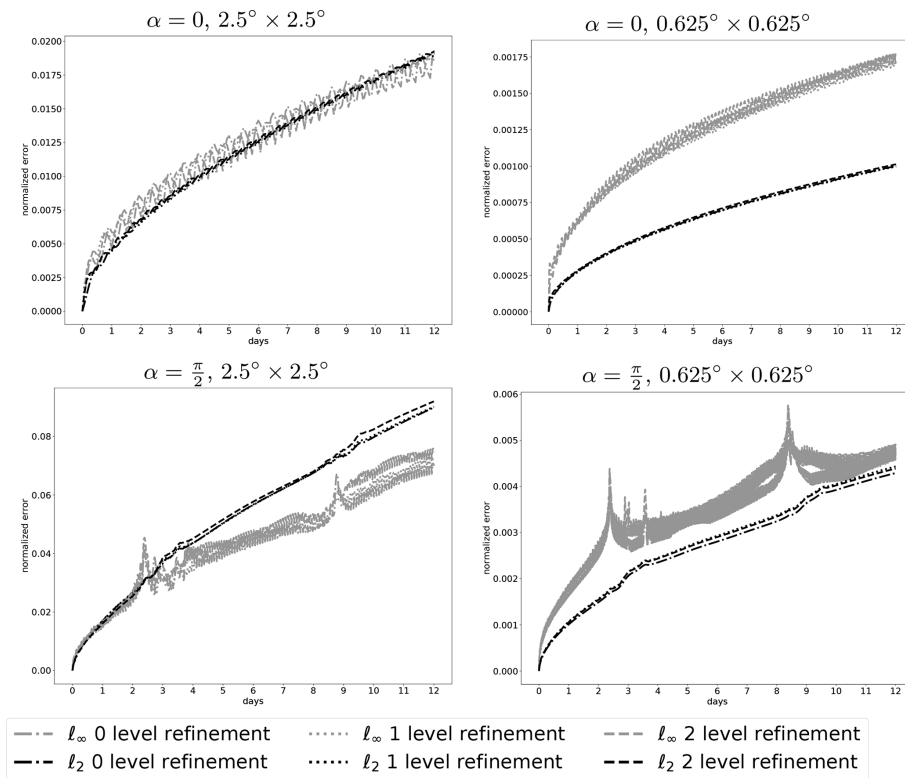 α = 0, 2.5° × 2.5°
0.0200
0.0175
0.0150
0.0125
0.0100
0.0075
0.0050
0.0025
0.0000
normalized error
0 1 2 3 4 5 6 7 8 9 10 11 12
days
α = 0, 0.625° × 0.625°
0.00175
0.00150
0.00125
0.00100
0.00075
0.00050
0.00025
0.00000
normalized error
0 1 2 3 4 5 6 7 8 9 10 11 12
days
α = π/2, 2.5° × 2.5°
0.08
0.06
0.04
0.02
0.00
normalized error
0 1 2 3 4 5 6 7 8 9 10 11 12
days
α = π/2, 0.625° × 0.625°
0.006
0.005
0.004
0.003
0.002
0.001
0.000
normalized error
0 1 2 3 4 5 6 7 8 9 10 11 12
days
ℓ∞ 0 level refinement
ℓ∞ 1 level refinement
ℓ∞ 2 level refinement
ℓ2 0 level refinement
ℓ2 1 level refinement
ℓ2 2 level refinement